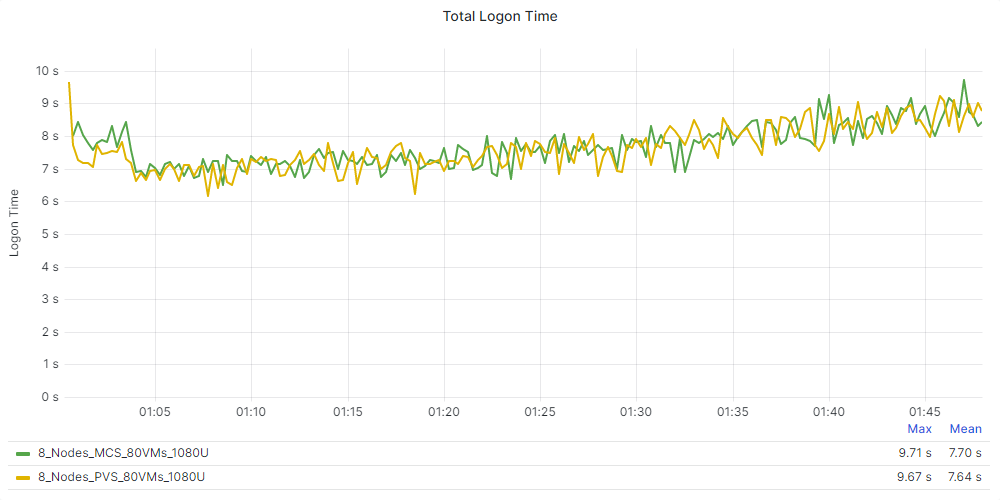 Total Logon Time
Logon Time
10 s
9 s
8 s
7 s
6 s
5 s
4 s
3 s
2 s
1 s
0 s
01:05 01:10 01:15 01:20 01:25 01:30 01:35 01:40 01:45
Max Mean
8_Nodes_MCS_80VMs_1080U 9.71 s 7.70 s
8_Nodes_PVS_80VMs_1080U 9.67 s 7.64 s